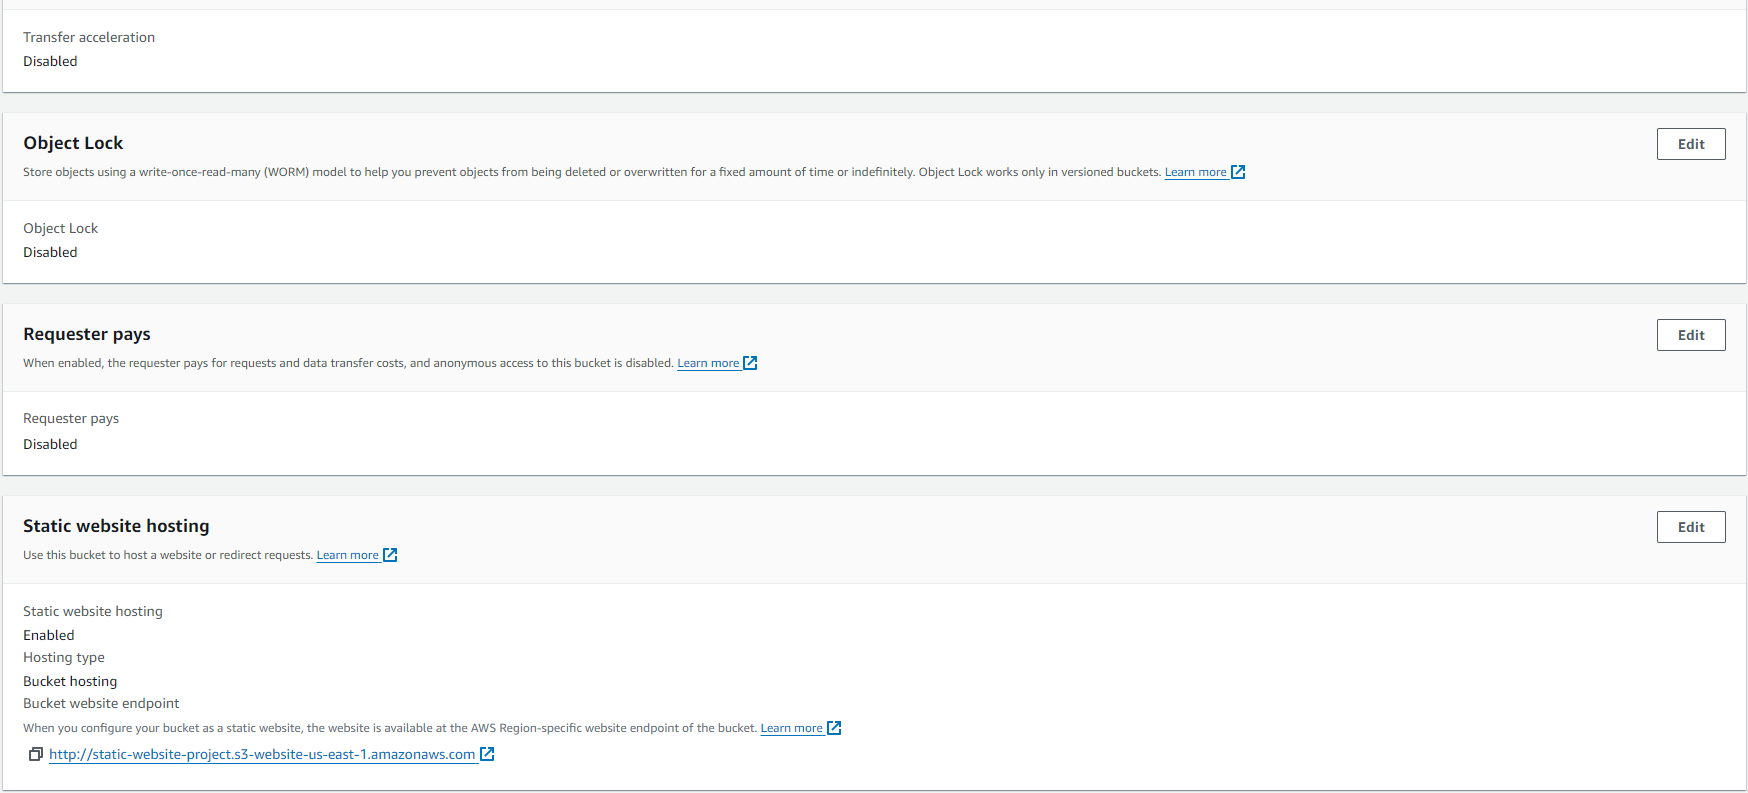 Transfer acceleration
Disabled
Object Lock
Edit
Store objects using a write-once-read-many (WORM) model to help you prevent objects from being deleted or overwritten for a fixed amount of time or indefinitely. Object Lock works only in versioned buckets. Learn more
Object Lock
Disabled
Requester pays
Edit
When enabled, the requester pays for requests and data transfer costs, and anonymous access to this bucket is disabled. Learn more
Requester pays
Disabled
Static website hosting
Edit
Use this bucket to host a website or redirect requests. Learn more
Static website hosting
Enabled
Hosting type
Bucket hosting
Bucket website endpoint
When you configure your bucket as a static website, the website is available at the AWS Region-specific website endpoint of the bucket. Learn more
http://static-website-project.s3-website-us-east-1.amazonaws.com